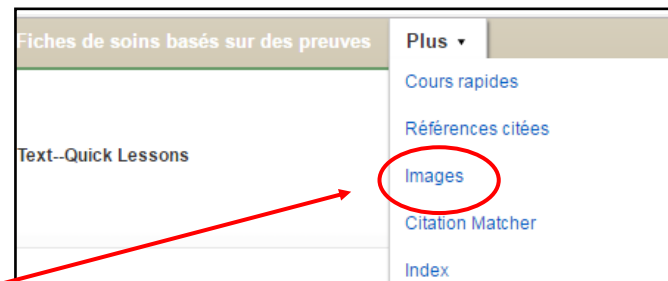 Fiches de soins basés sur des preuves Plus ▾
Cours rapides
Références citées
Text--Quick Lessons
Images
Citation Matcher
Index